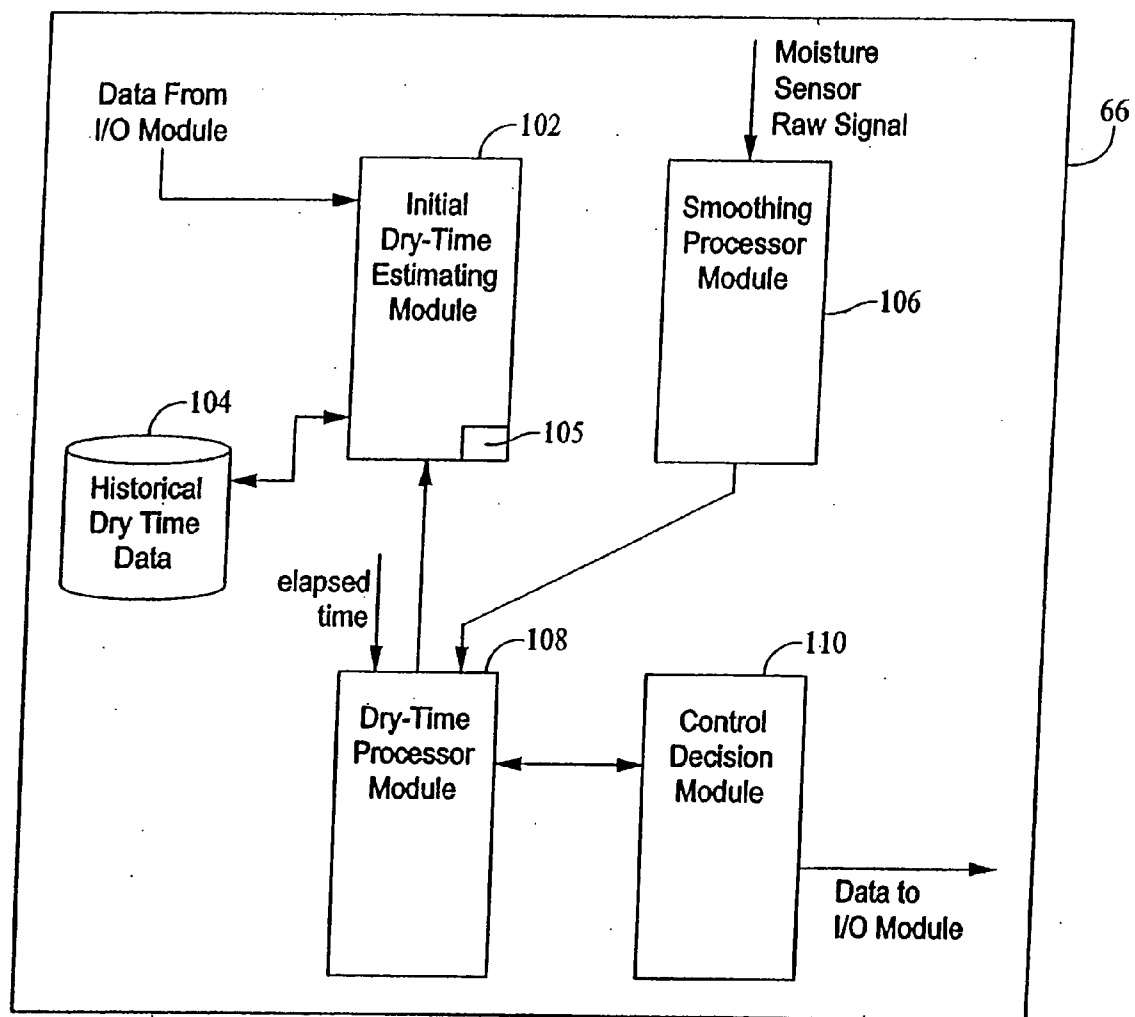 Data From
I/O Module
Moisture
Sensor
Raw Signal
66
102
Initial
Dry-Time
Estimating
Module
Smoothing
Processor
Module
106
104
105
Historical
Dry Time
Data
elapsed
time
108
110
Dry-Time
Processor
Module
Control
Decision
Module
Data to
I/O Module